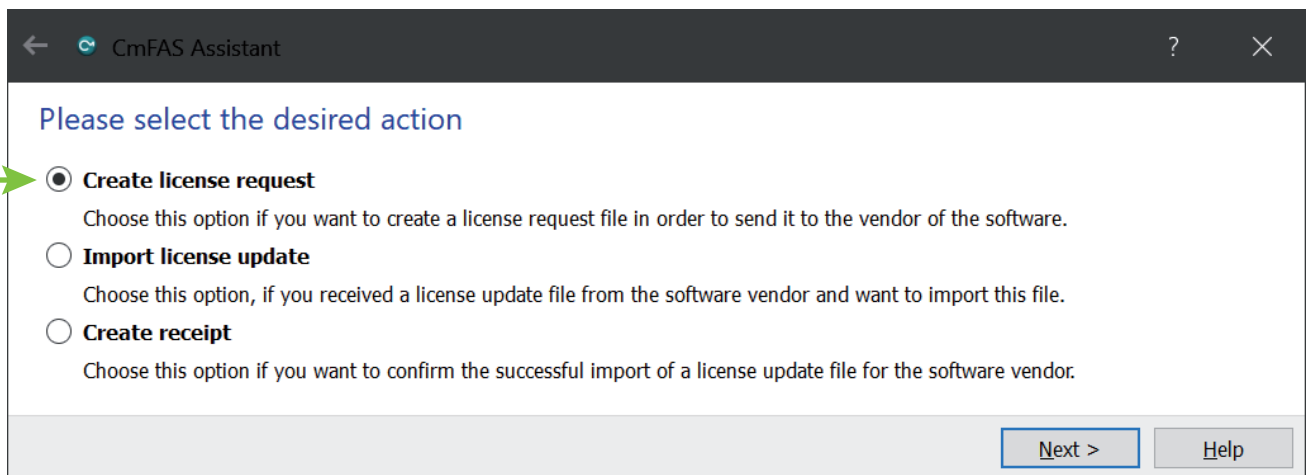 CmFAS Assistant
?
Please select the desired action
Create license request
Choose this option if you want to create a license request file in order to send it to the vendor of the software.
Import license update
Choose this option, if you received a license update file from the software vendor and want to import this file.
Create receipt
Choose this option if you want to confirm the successful import of a license update file for the software vendor.
Next >
Help